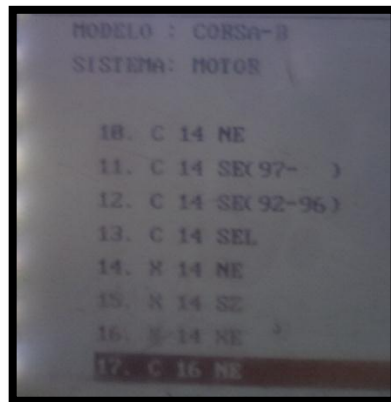 MODELO : CORSA-B
SISTEMA: MOTOR
10. C 14 NE
11. C 14 SE(97- )
12. C 14 SE(92-96)
13. C 14 SEL
14. X 14 NE
15. X 14 SZ
16. X 14 XE
17. C 16 NE